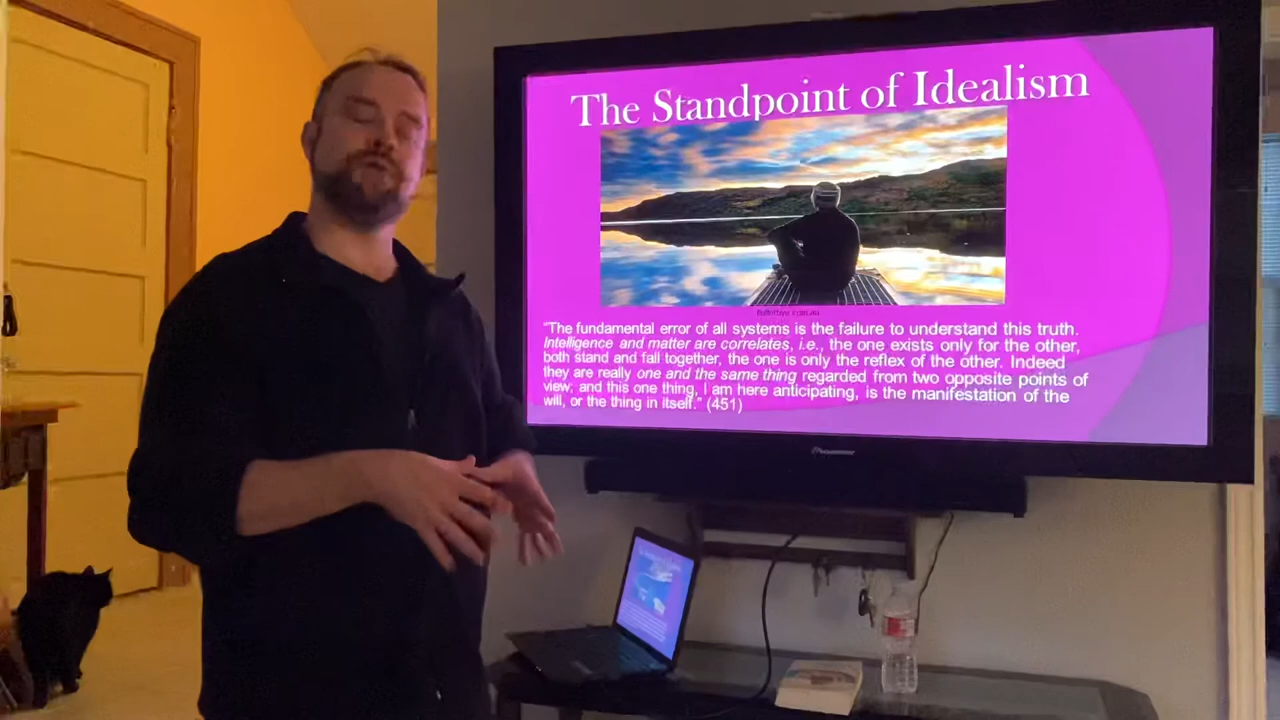 The Standpoint of Idealism
"The fundamental error of all systems is the failure to understand this truth.
Intelligence and matter are correlates, i.e., the one exists only for the other,
both stand and fall together, the one is only the reflex of the other. Indeed
they are really one and the same thing regarded from two opposite points of
view; and this one thing, I am here anticipating, is the manifestation of the
will, or the thing in itself." (451)